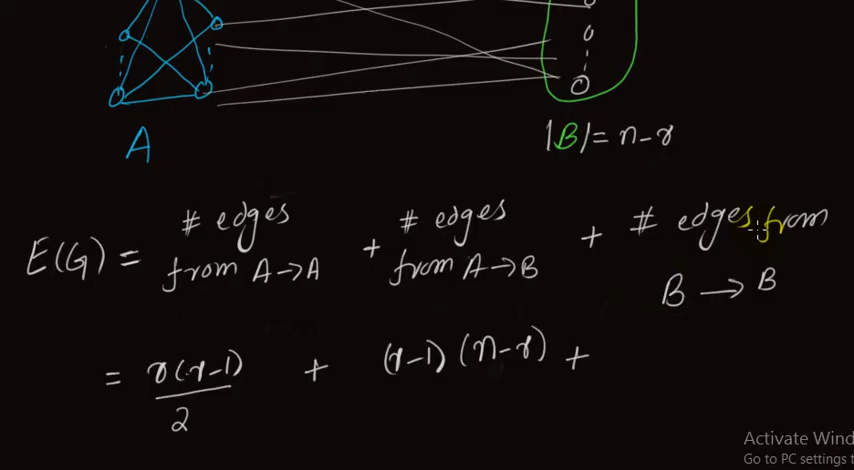 A
|B| = n-r
E(G) = # edges from A→A + # edges from A→B + # edges from B → B
= r(r-1)/2 + (r-1)(n-r) +
Activate Wind
Go to PC settings t